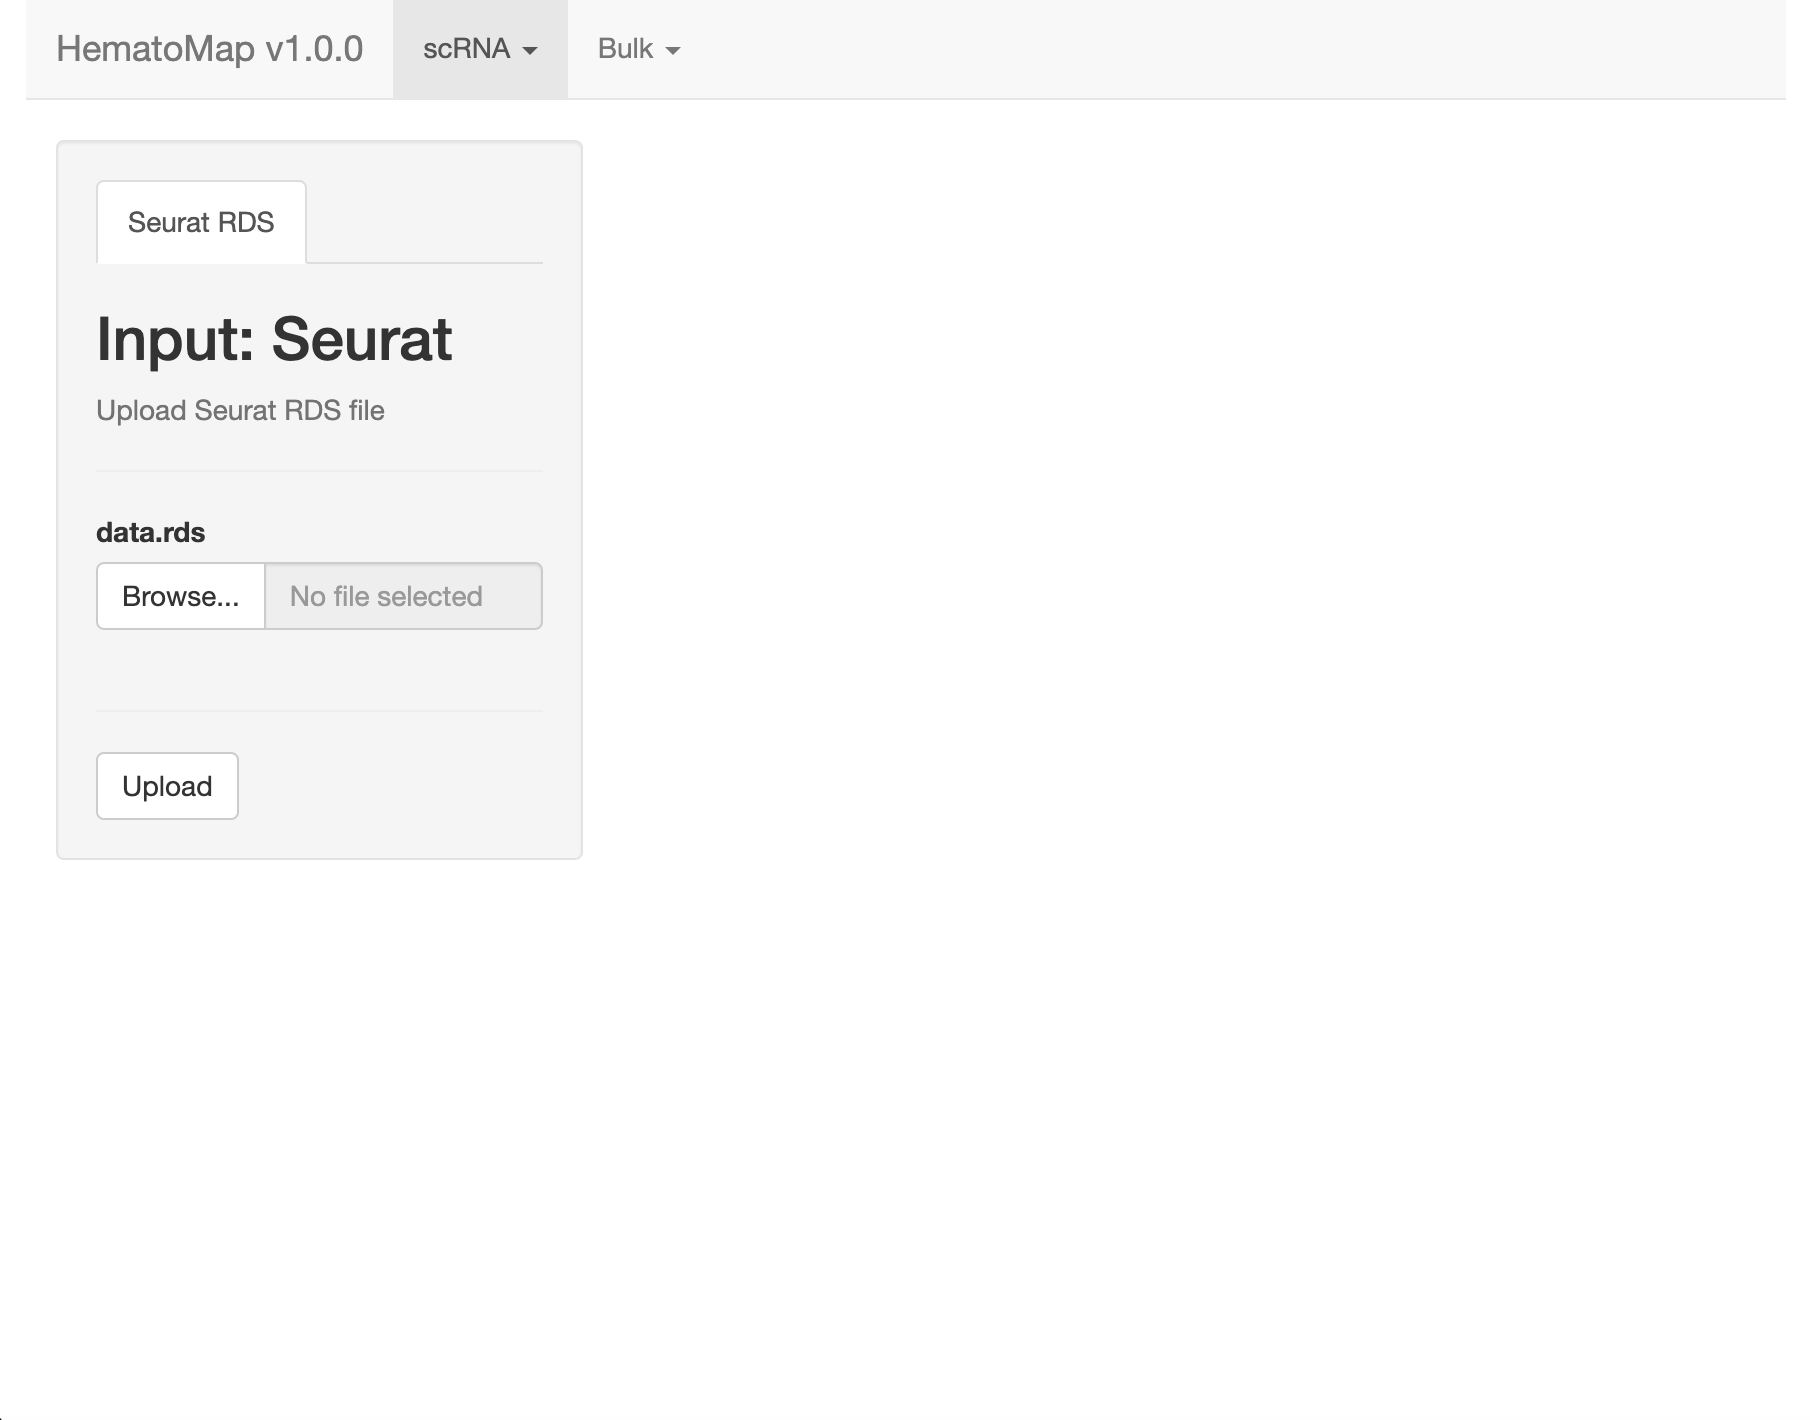 HematoMap v1.0.0 scRNA Bulk
Seurat RDS
Input: Seurat
Upload Seurat RDS file
data.rds
Browse... No file selected
Upload